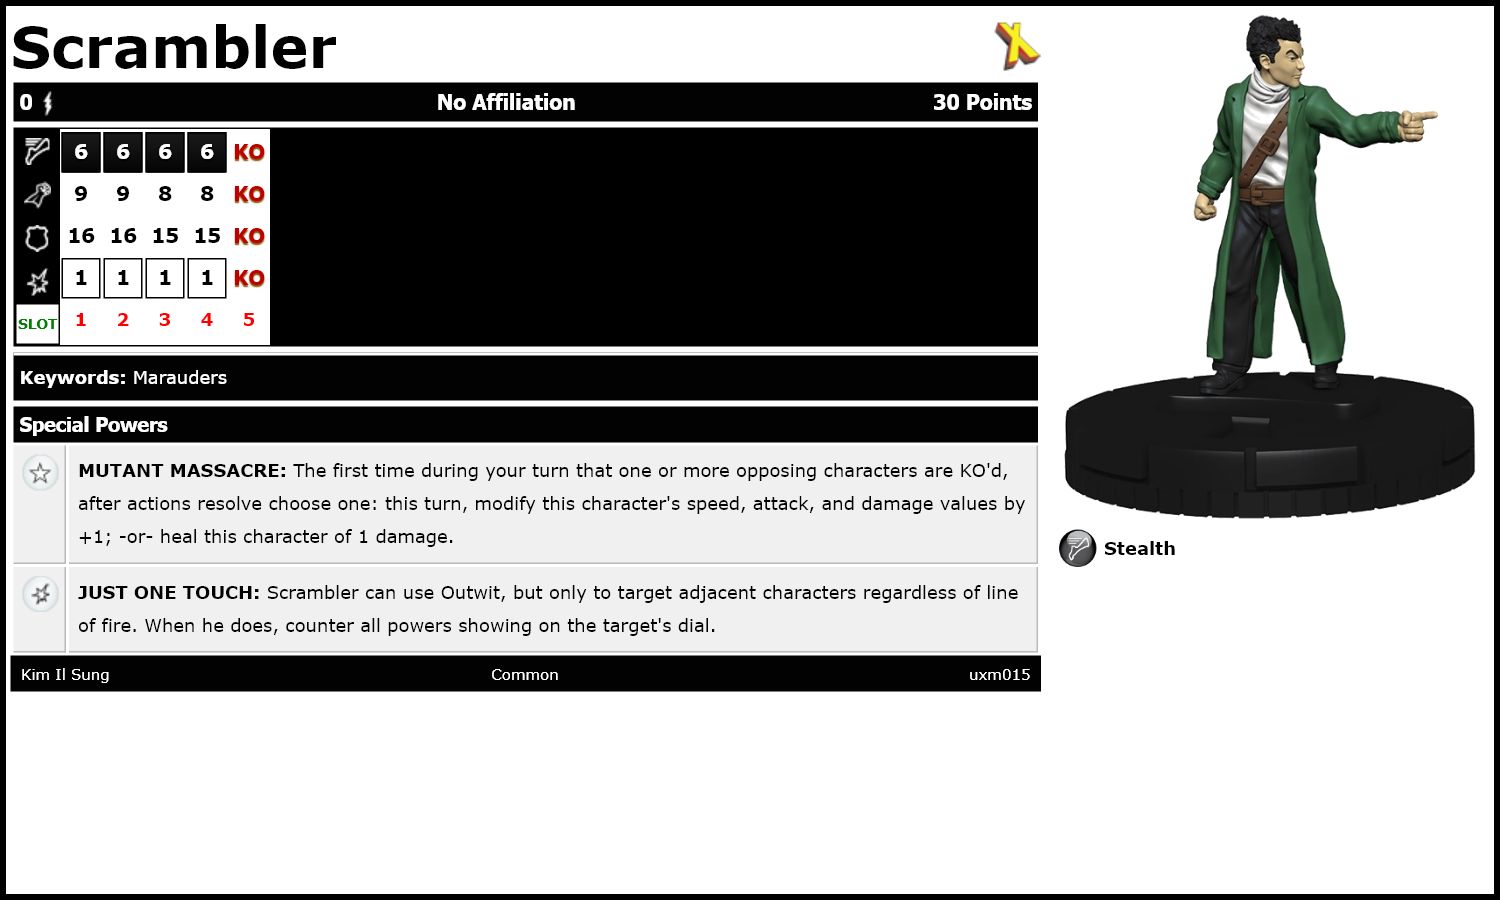 Scrambler
0 No Affiliation 30 Points
6 6 6 6 KO
9 9 8 8 KO
16 16 15 15 KO
1 1 1 1 KO
SLOT 1 2 3 4 5
Keywords: Marauders
Special Powers
MUTANT MASSACRE: The first time during your turn that one or more opposing characters are KO'd,
after actions resolve choose one: this turn, modify this character's speed, attack, and damage values by
+1; -or- heal this character of 1 damage.
JUST ONE TOUCH: Scrambler can use Outwit, but only to target adjacent characters regardless of line
of fire. When he does, counter all powers showing on the target's dial.
Kim Il Sung Common uxm015
X
Stealth